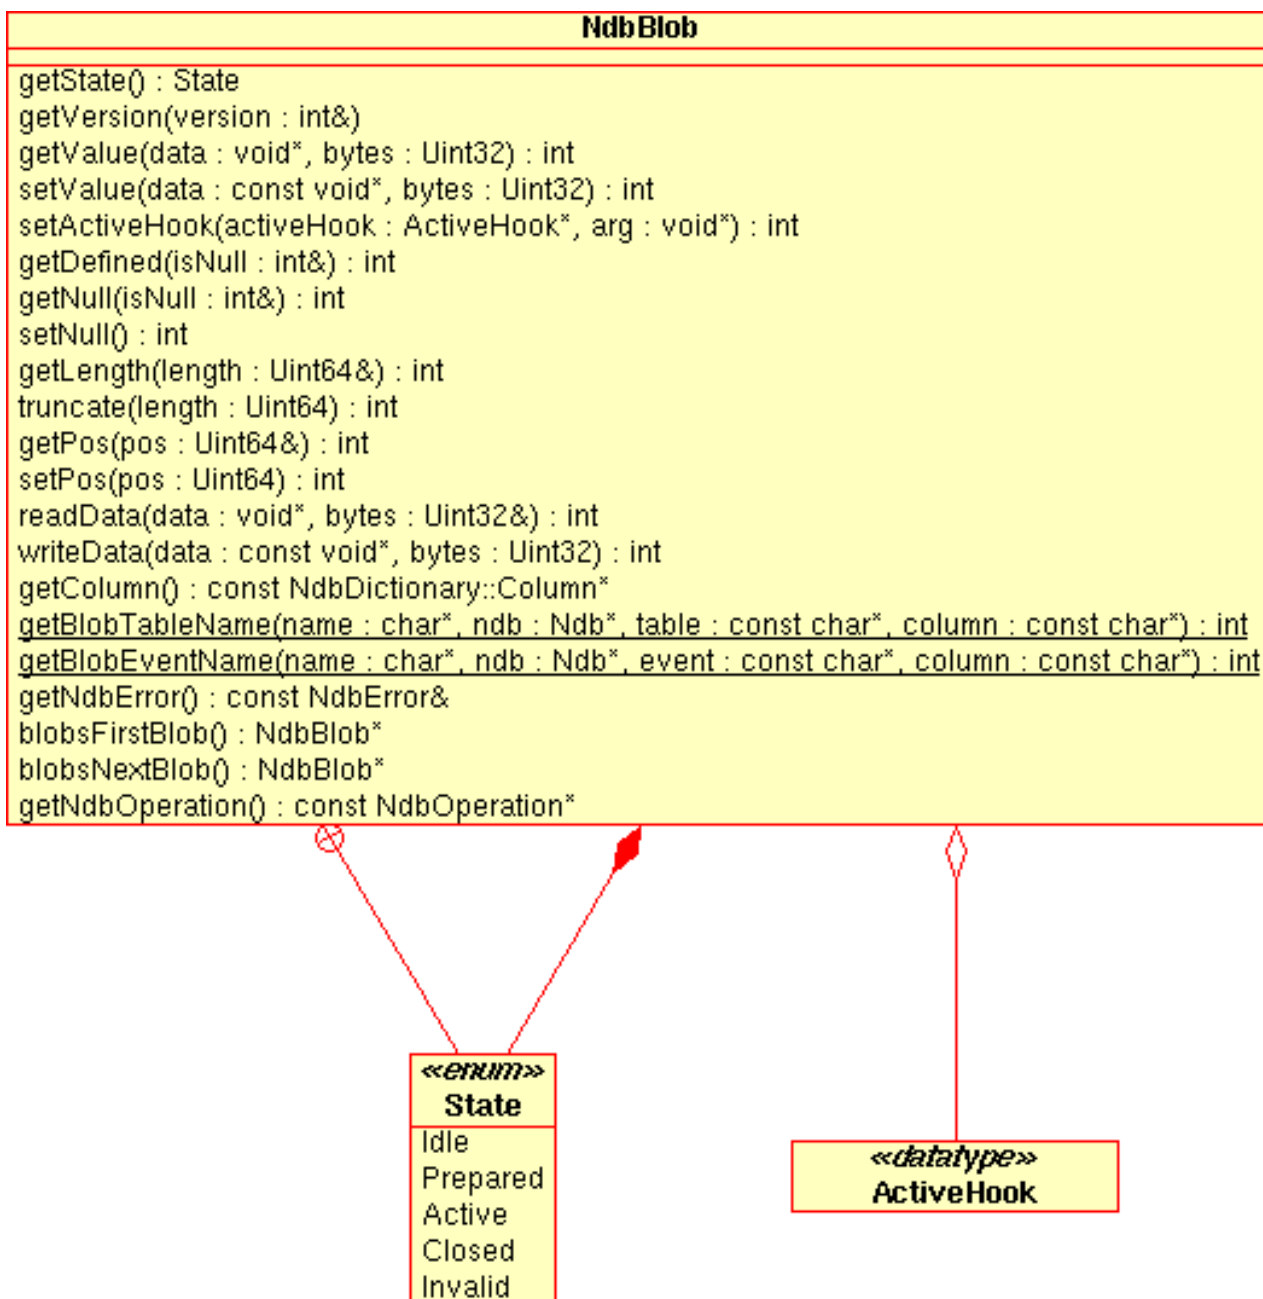 NdbBlob
getState() : State
getVersion(version : int&)
getValue(data : void*, bytes : Uint32) : int
setValue(data : const void*, bytes : Uint32) : int
setActiveHook(activeHook : ActiveHook*, arg : void*) : int
getDefined(isNull : int&) : int
getNull(isNull : int&) : int
setNull() : int
getLength(length : Uint64&) : int
truncate(length : Uint64) : int
getPos(pos : Uint64&) : int
setPos(pos : Uint64) : int
readData(data : void*, bytes : Uint32&) : int
writeData(data : const void*, bytes : Uint32) : int
getColumn() : const NdbDictionary::Column*
getBlobTableName(name : char*, ndb : Ndb*, table : const char*, column : const char*) : int
getBlobEventName(name : char*, ndb : Ndb*, event : const char*, column : const char*) : int
getNdbError() : const NdbError&
blobsFirstBlob() : NdbBlob*
blobsNextBlob() : NdbBlob*
getNdbOperation() : const NdbOperation*
«enum»
State
Idle
Prepared
Active
Closed
Invalid
«datatype»
ActiveHook